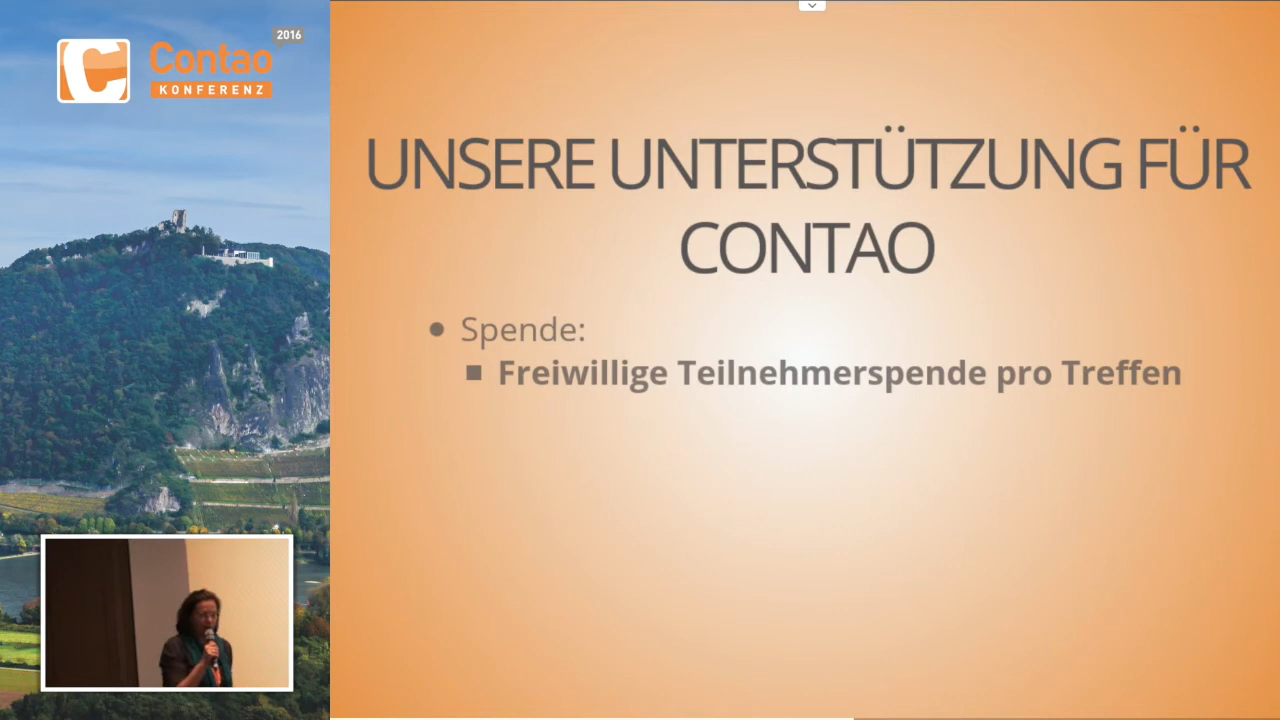 2016
Contao
KONFERENZ
UNSERE UNTERSTÜTZUNG FÜR
CONTAO
Spende:
Freiwillige Teilnehmerspende pro Treffen